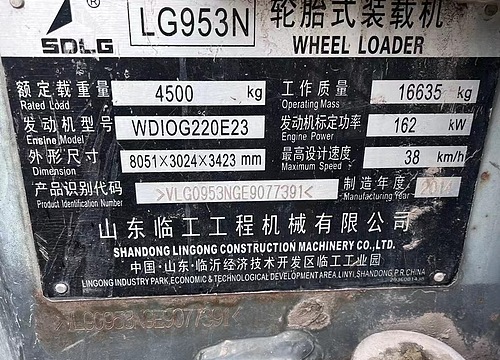 ® LG953N 轮胎式装载机
SDLG WHEEL LOADER
额定载重量 4500 kg 工作质量 16635 kg
Rated Load Operating Mass
发动机型号 WDIOG220E23 发动机标定功率 162 kW
Engine Model Engine Power
外形尺寸 8051×3024×3423 mm 最高设计速度 38 km/h
Dimension Maximum Speed
产品识别代码 >VLG0953NGE9077391< 制造年度 2014
Product Identification Number Manufacturing Year
山东临工工程机械有限公司
SHANDONG LINGONG CONSTRUCTION MACHINERY CO.,LTD.
中国·山东·临沂经济技术开发区临工工业园
LINGONG INDUSTRY PARK, ECONOMIC & TECHNOLOGICAL DEVELOPMENT AREA, LINYI, SHANDONG, P.R.CHINA